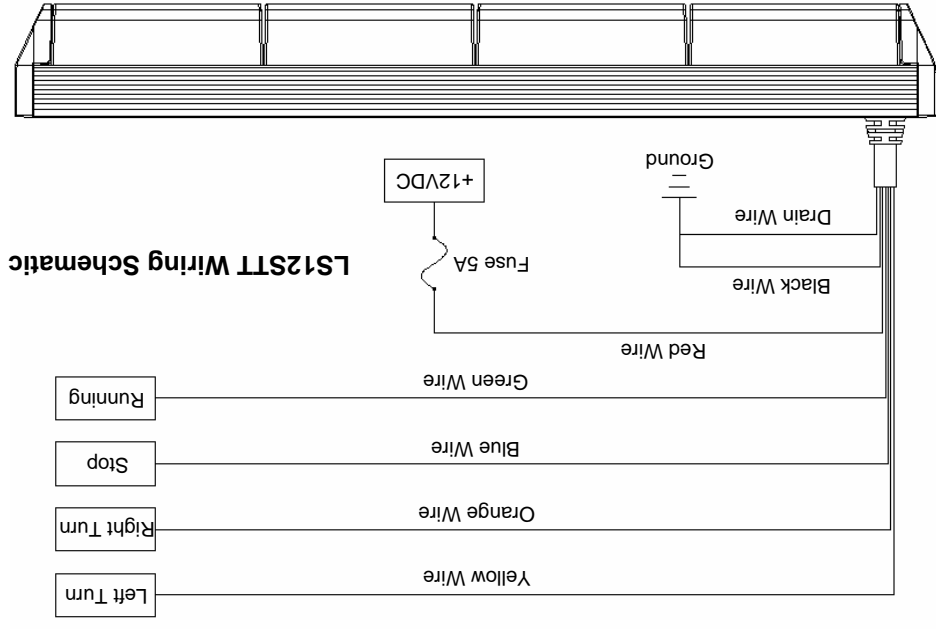 Left Turn
Yellow Wire
Right Turn
Orange Wire
Stop
Blue Wire
Running
Green Wire
Red Wire
Black Wire
Fuse 5A
LS12STT Wiring Schematic
Drain Wire
+12VDC
Ground